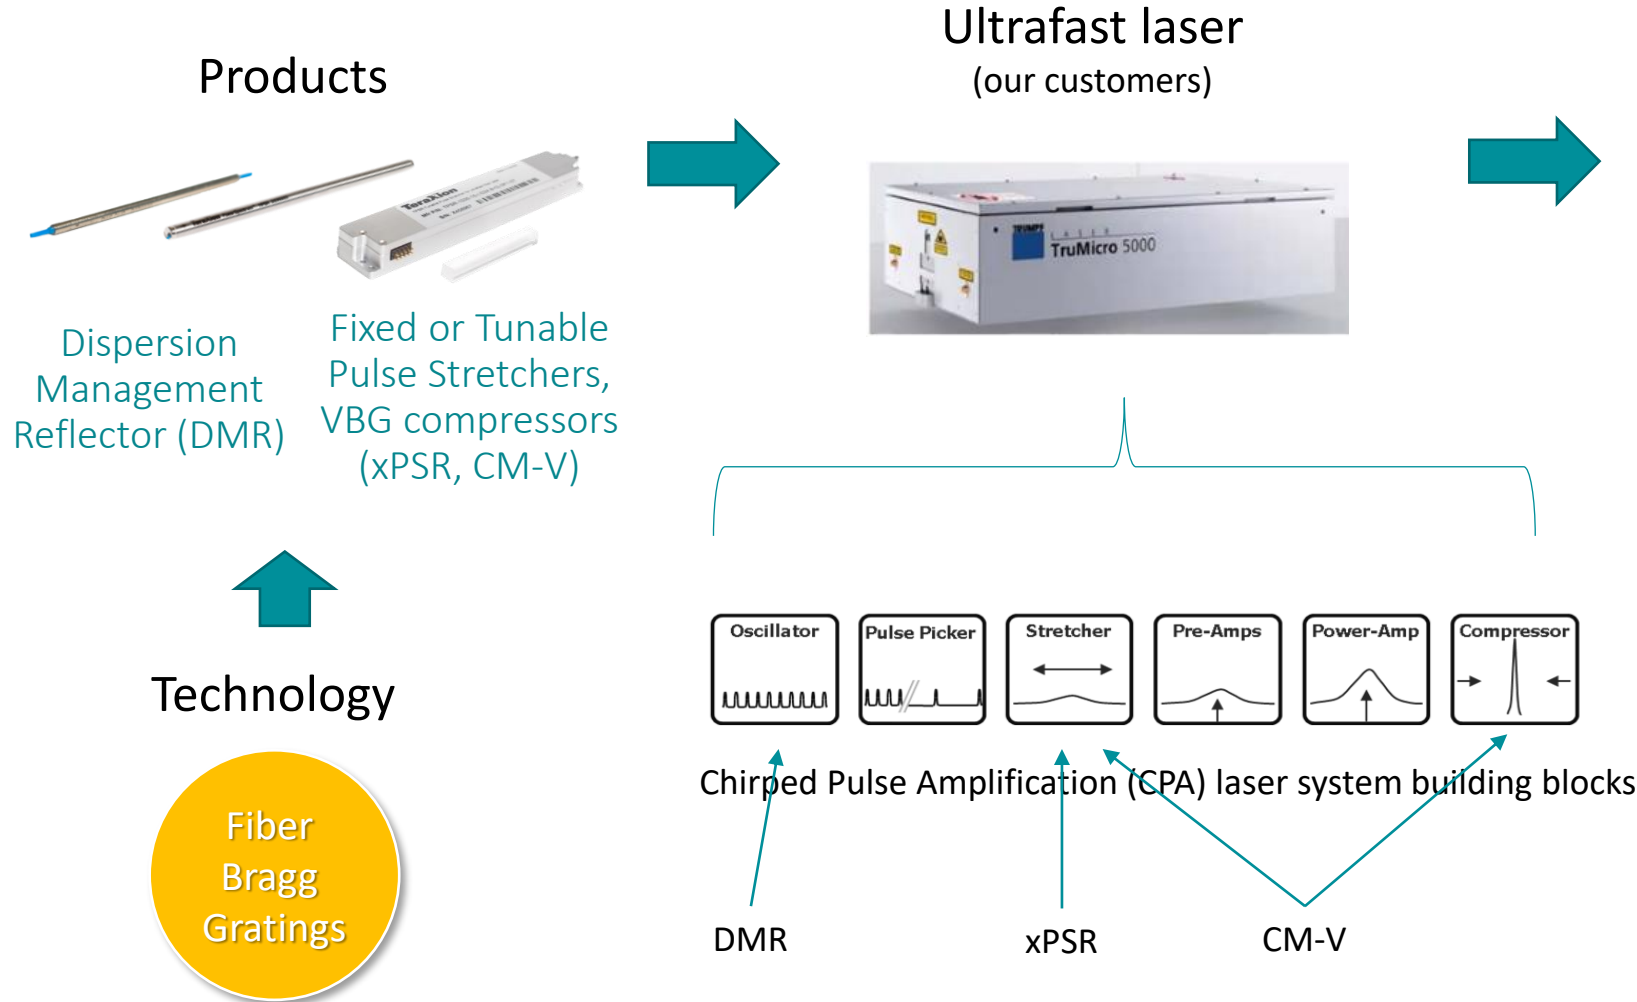 Products
Ultrafast laser
(our customers)
TeraXion
TRUMPF
LASER
TruMicro 5000
Dispersion
Management
Reflector (DMR)
Fixed or Tunable
Pulse Stretchers,
VBG compressors
(xPSR, CM-V)
Technology
Fiber
Bragg
Gratings
Oscillator
Pulse Picker
Stretcher
Pre-Amps
Power-Amp
Compressor
Chirped Pulse Amplification (CPA) laser system building blocks
DMR
xPSR
CM-V